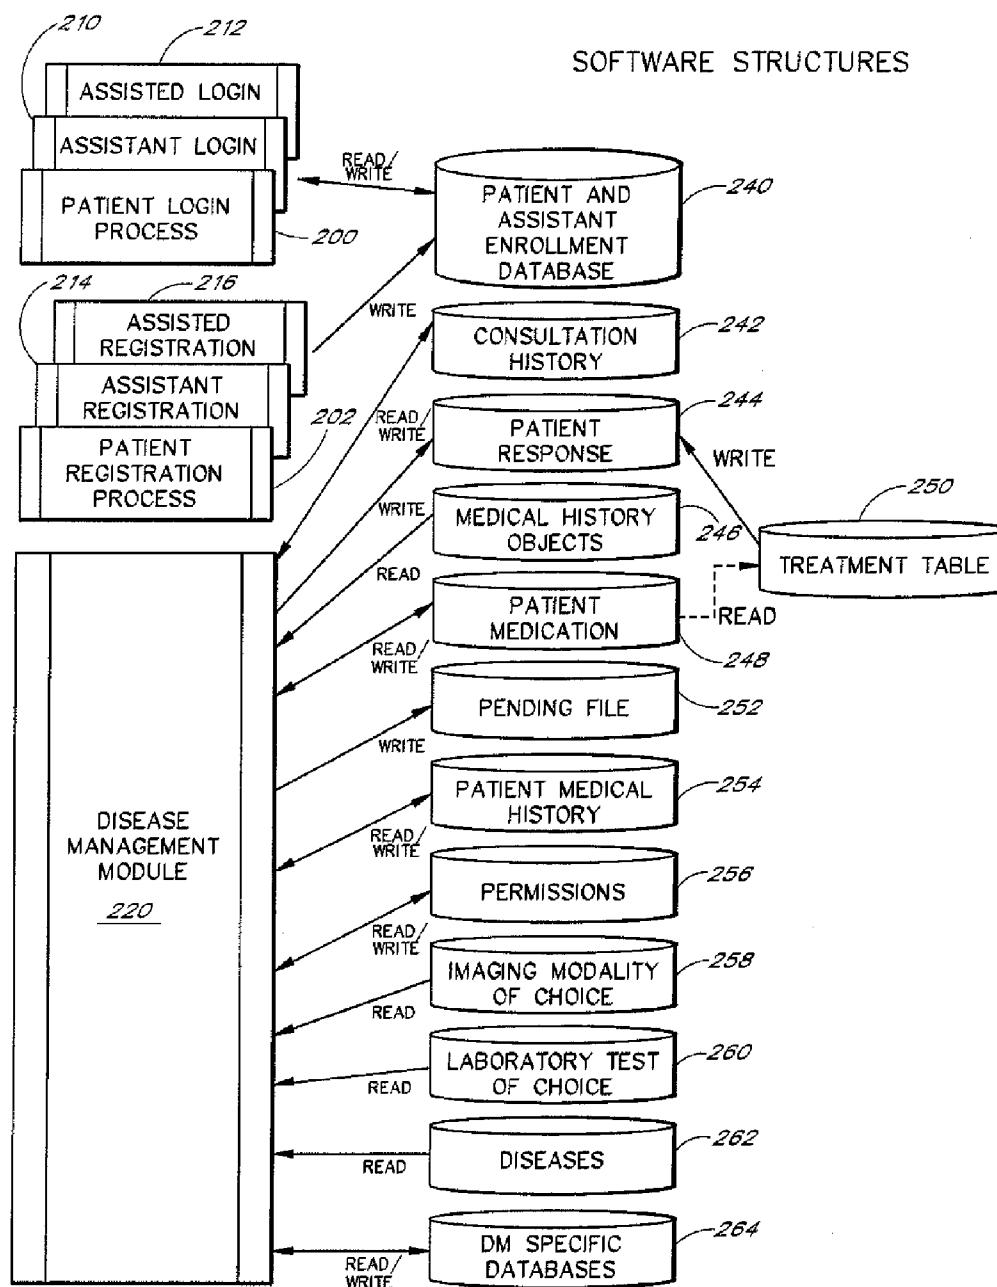 SOFTWARE STRUCTURES
210
212
ASSISTED LOGIN
ASSISTANT LOGIN
PATIENT LOGIN
PROCESS
200
READ/
WRITE
PATIENT AND
ASSISTANT
ENROLLMENT
DATABASE
240
214
216
ASSISTED
REGISTRATION
ASSISTANT
REGISTRATION
PATIENT
REGISTRATION
PROCESS
202
WRITE
CONSULTATION
HISTORY
242
READ/
WRITE/
PATIENT
RESPONSE
244
WRITE
WRITE
MEDICAL HISTORY
OBJECTS
246
READ
250
TREATMENT TABLE
READ
PATIENT
MEDICATION
248
READ/
WRITE
PENDING FILE
252
WRITE
PATIENT MEDICAL
HISTORY
254
READ/
WRITE
DISEASE
MANAGEMENT
MODULE
220
PERMISSIONS
256
READ/
WRITE
IMAGING MODALITY
OF CHOICE
258
READ
LABORATORY TEST
OF CHOICE
260
READ
DISEASES
262
READ
DM SPECIFIC
DATABASES
264
READ/
WRITE